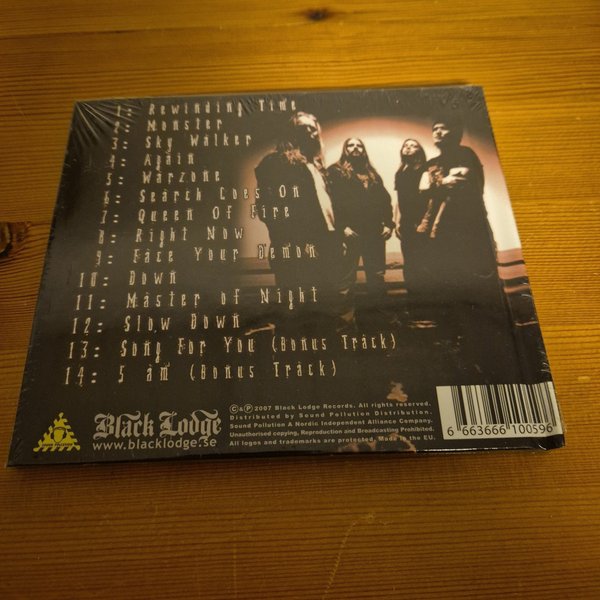 1: Rewinding Time
2: Monster
3: Sky Walker
4: Again
5: Warzone
6: Search Goes On
7: Queen Of Fire
8: Right Now
9: Face Your Demon
10: Down
11: Master of Night
12: Slow Down
13: Song For You (Bonus Track)
14: 5 am (Bonus Track)
Black Lodge
www.blacklodge.se
©&℗ 2007 Black Lodge Records. All rights reserved.
Distributed by Sound Pollution Distribution.
Sound Pollution A Nordic Independent Alliance Company.
Unauthorised copying, Reproduction and Broadcasting Prohibited.
All logos and trademarks are protected. Made in the EU.
6 663666 100596